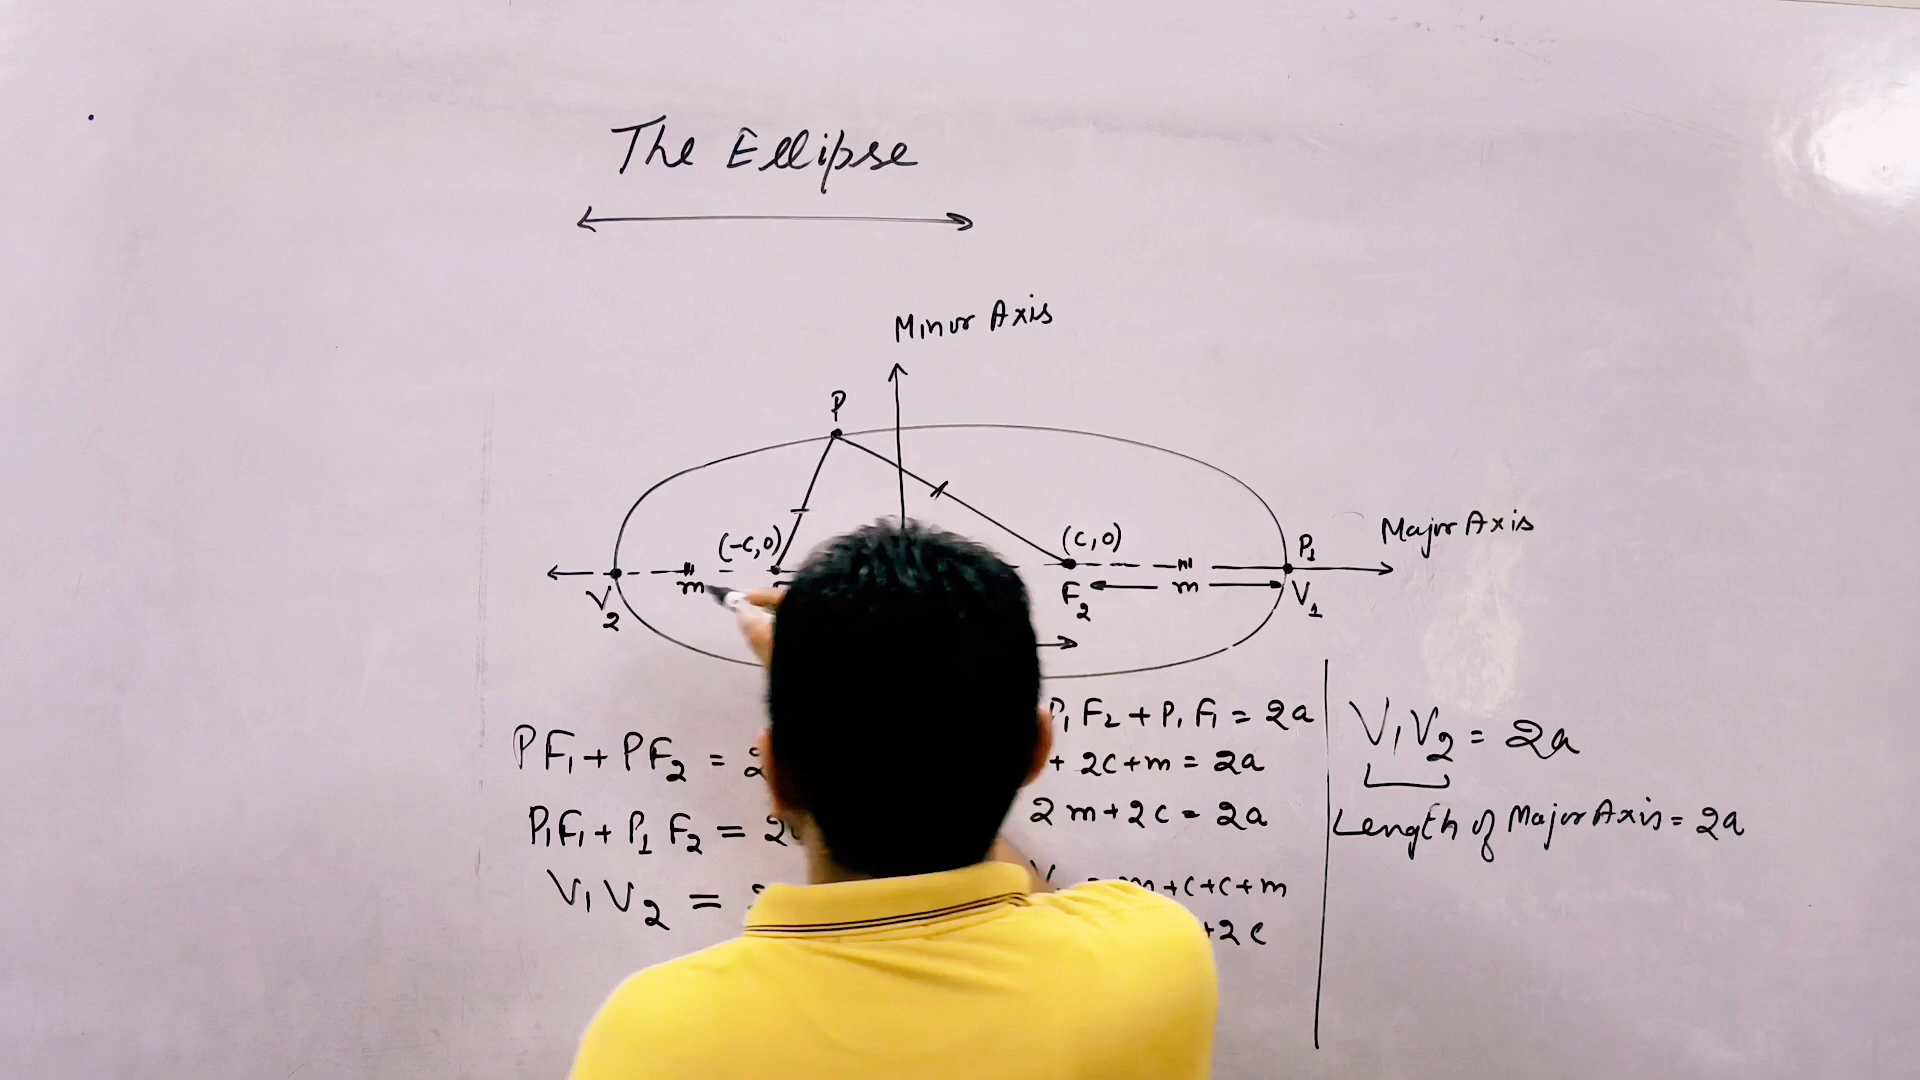 The Ellipse
Minor Axis
P
(-c,0)
(c,0)
P1
Major Axis
m
F2
m
V2
V1
PF1 + PF2 =
P1F1 + P1F2 = 2
V1V2 =
P1F2 + P1F1 = 2a
+ 2c+m = 2a
2m+2c = 2a
m+c+c+m
+2c
V1V2 = 2a
Length of Major Axis = 2a